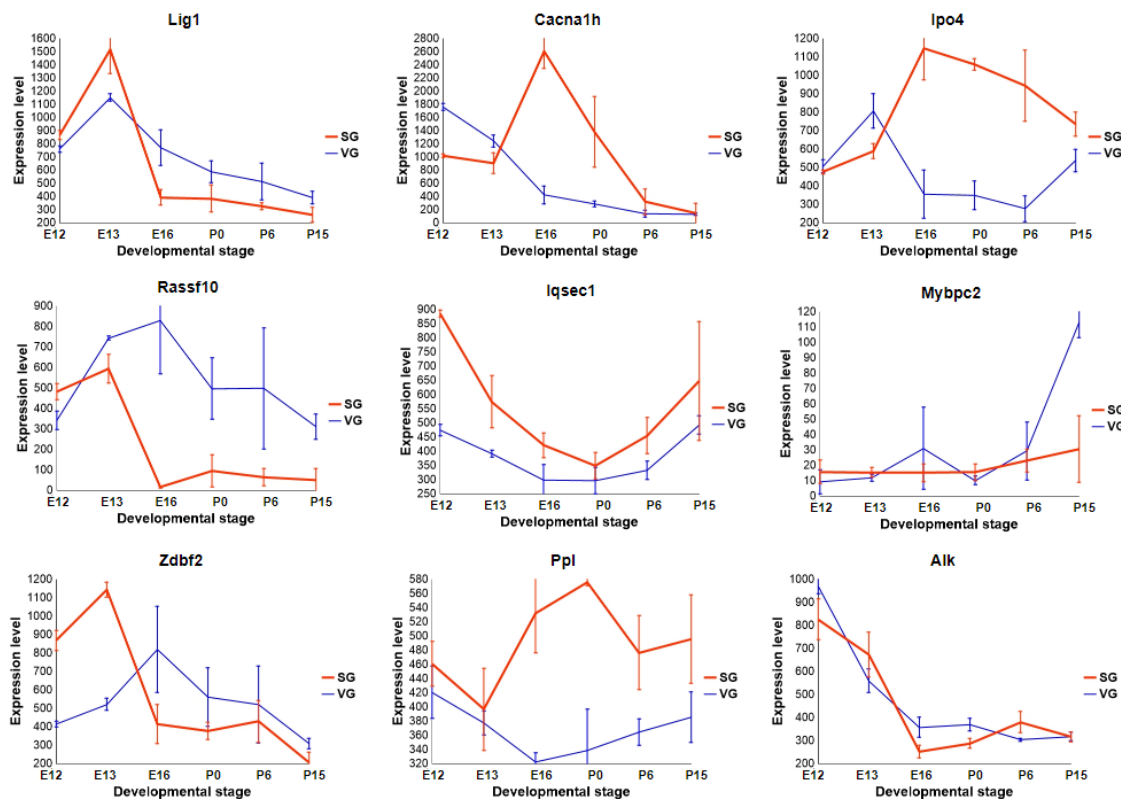 Lig1
Expression level
1600
1500
1400
1300
1200
1100
1000
900
800
700
600
500
400
300
200
E12 E13 E16 P0 P6 P15
Developmental stage
SG
VG
Cacna1h
Expression level
2800
2600
2400
2200
2000
1800
1600
1400
1200
1000
800
600
400
200
0
E12 E13 E16 P0 P6 P15
Developmental stage
SG
VG
Ipo4
Expression level
1200
1100
1000
900
800
700
600
500
400
300
200
E12 E13 E16 P0 P6 P15
Developmental stage
SG
VG
Rassf10
Expression level
900
800
700
600
500
400
300
200
100
0
E12 E13 E16 P0 P6 P15
Developmental stage
SG
VG
Iqsec1
Expression level
900
850
800
750
700
650
600
550
500
450
400
350
300
250
E12 E13 E16 P0 P6 P15
Developmental stage
SG
VG
Mybpc2
Expression level
120
110
100
90
80
70
60
50
40
30
20
10
0
E12 E13 E16 P0 P6 P15
Developmental stage
SG
VG
Zdbf2
Expression level
1200
1100
1000
900
800
700
600
500
400
300
200
E12 E13 E16 P0 P6 P15
Developmental stage
SG
VG
Ppl
Expression level
580
560
540
520
500
480
460
440
420
400
380
360
340
320
E12 E13 E16 P0 P6 P15
Developmental stage
SG
VG
Alk
Expression level
1000
900
800
700
600
500
400
300
200
E12 E13 E16 P0 P6 P15
Developmental stage
SG
VG